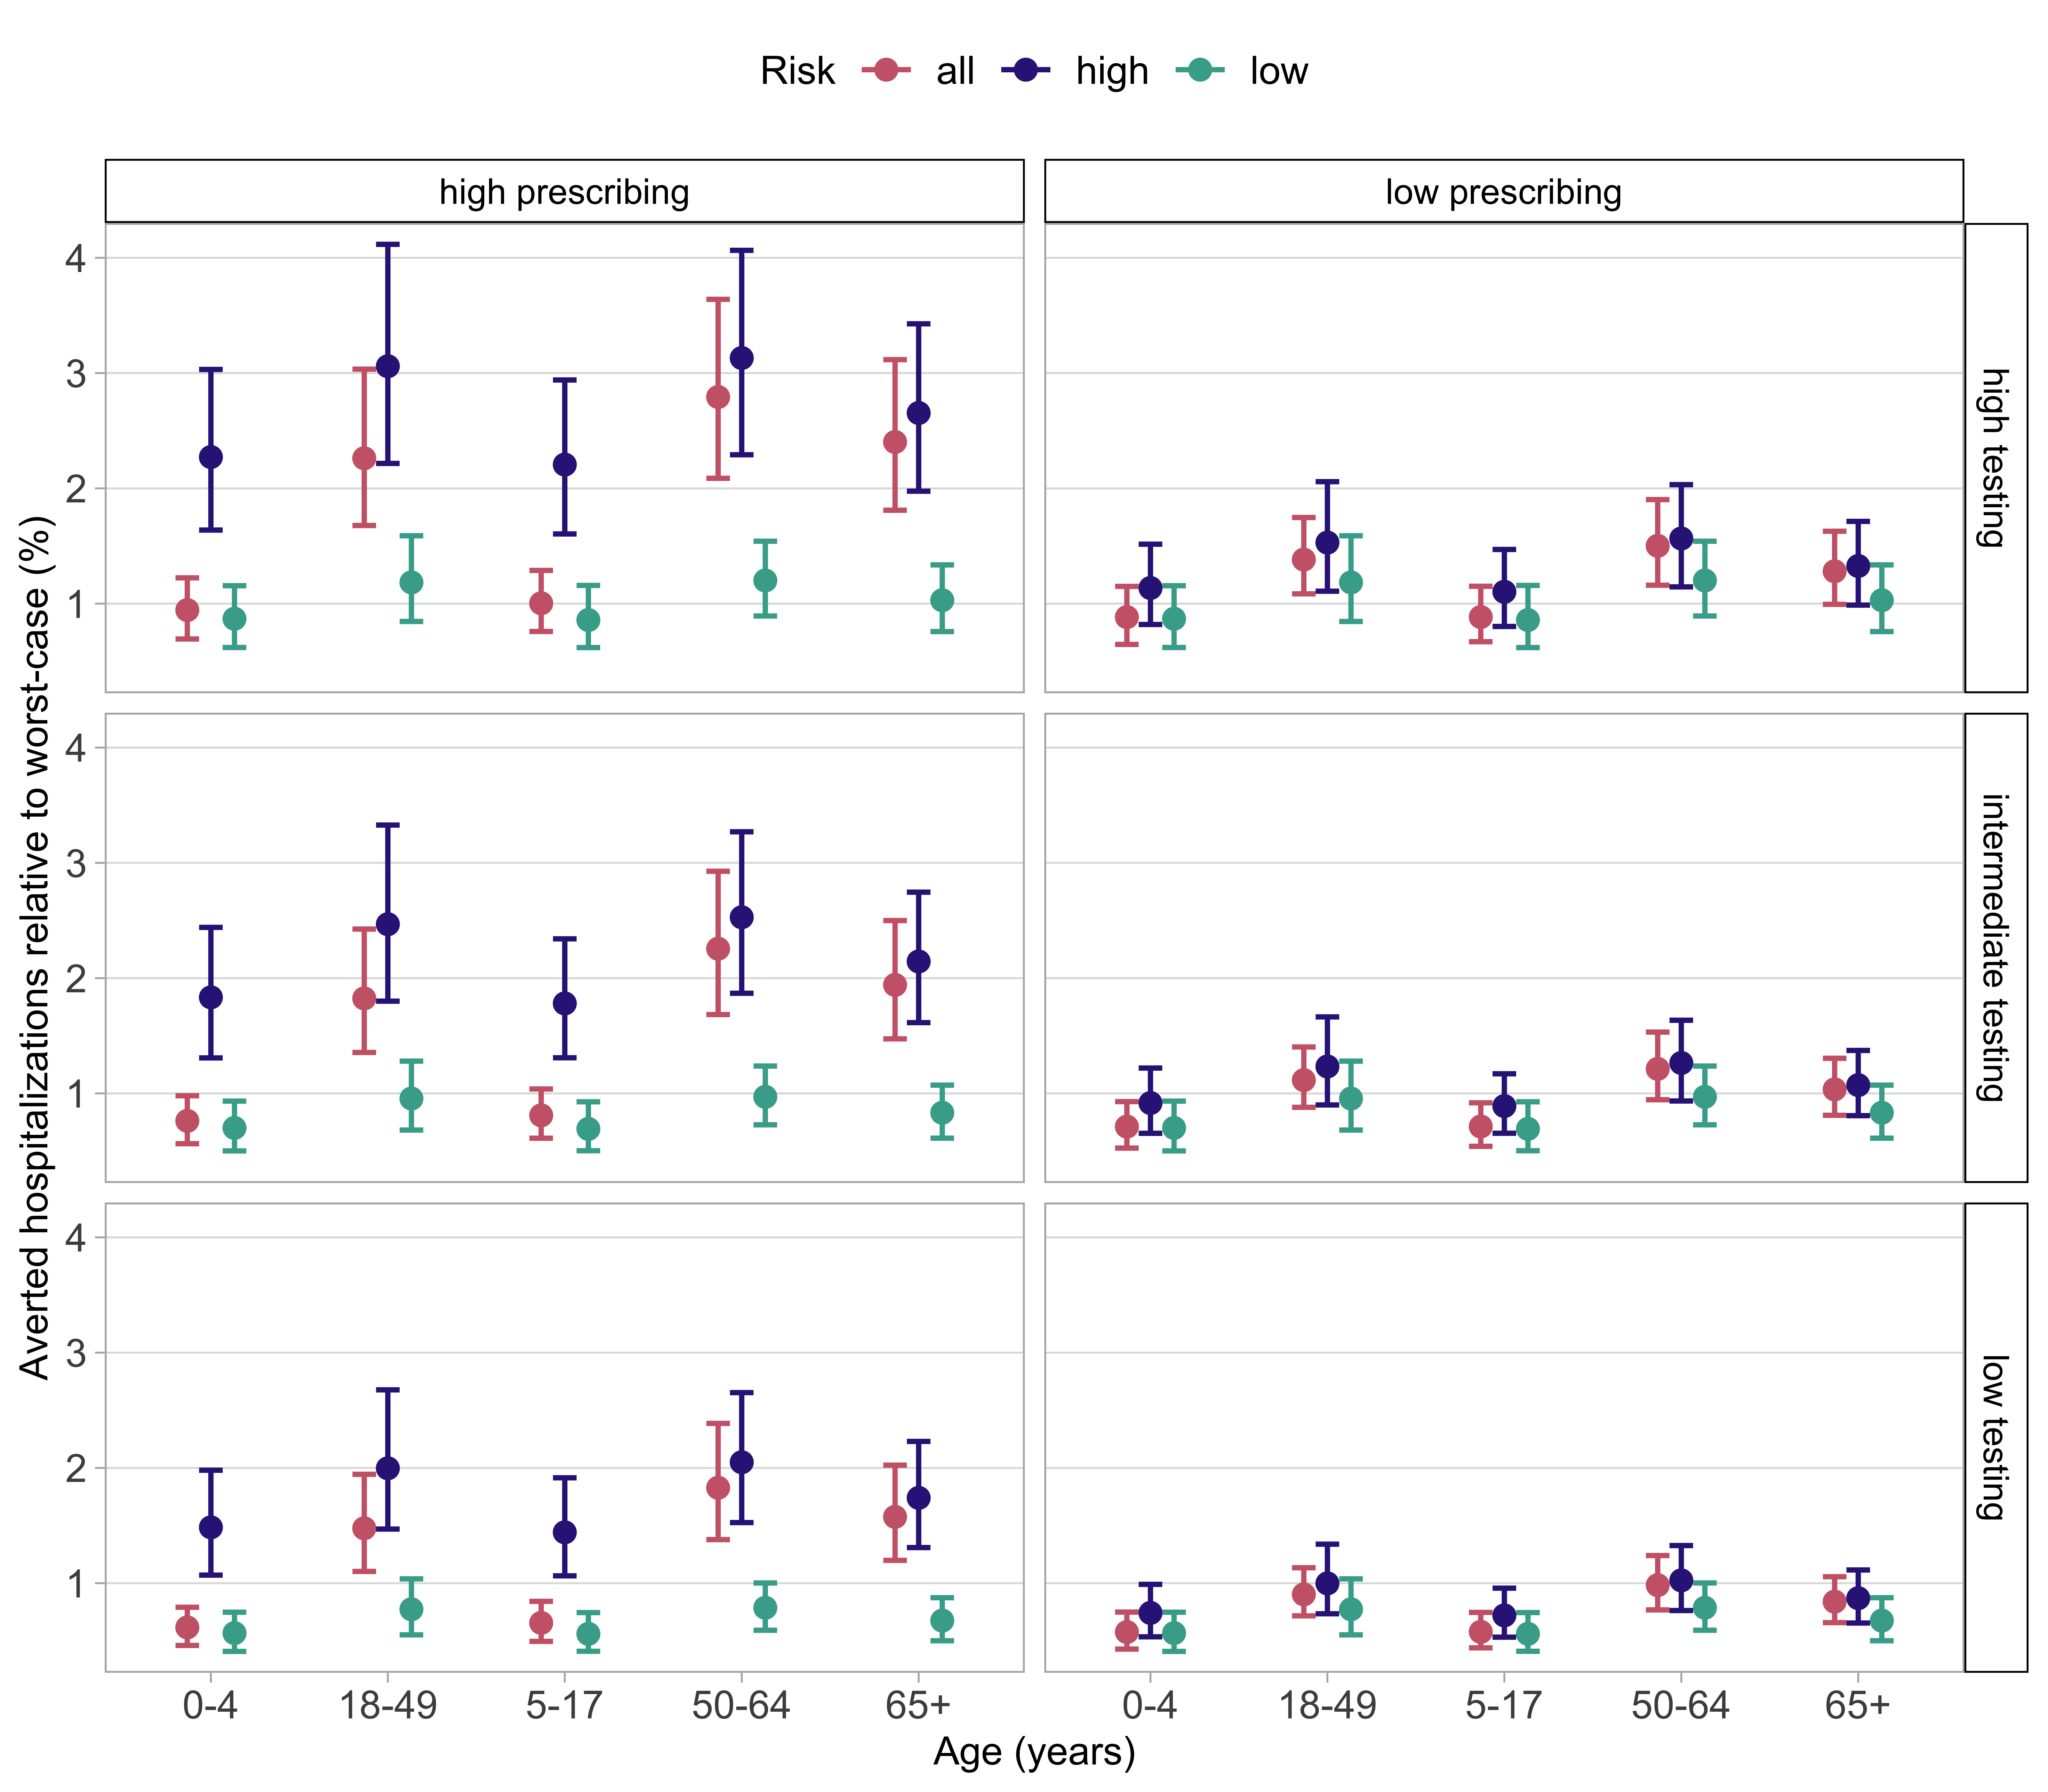 Risk all high low
high prescribing low prescribing
Averted hospitalizations relative to worst-case (%)
4
3
2
1
high testing
4
3
2
1
intermediate testing
4
3
2
1
low testing
0-4 18-49 5-17 50-64 65+ 0-4 18-49 5-17 50-64 65+
Age (years)